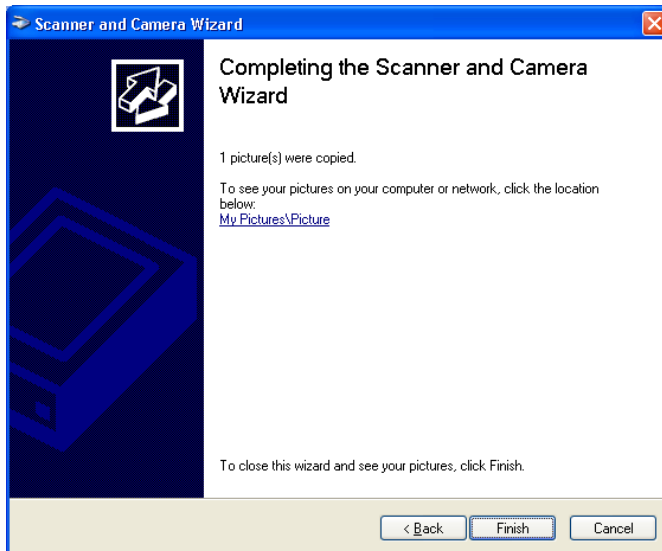 Scanner and Camera Wizard
Completing the Scanner and Camera
Wizard
1 picture(s) were copied.
To see your pictures on your computer or network, click the location
below:
My Pictures\Picture
To close this wizard and see your pictures, click Finish.
< Back Finish Cancel